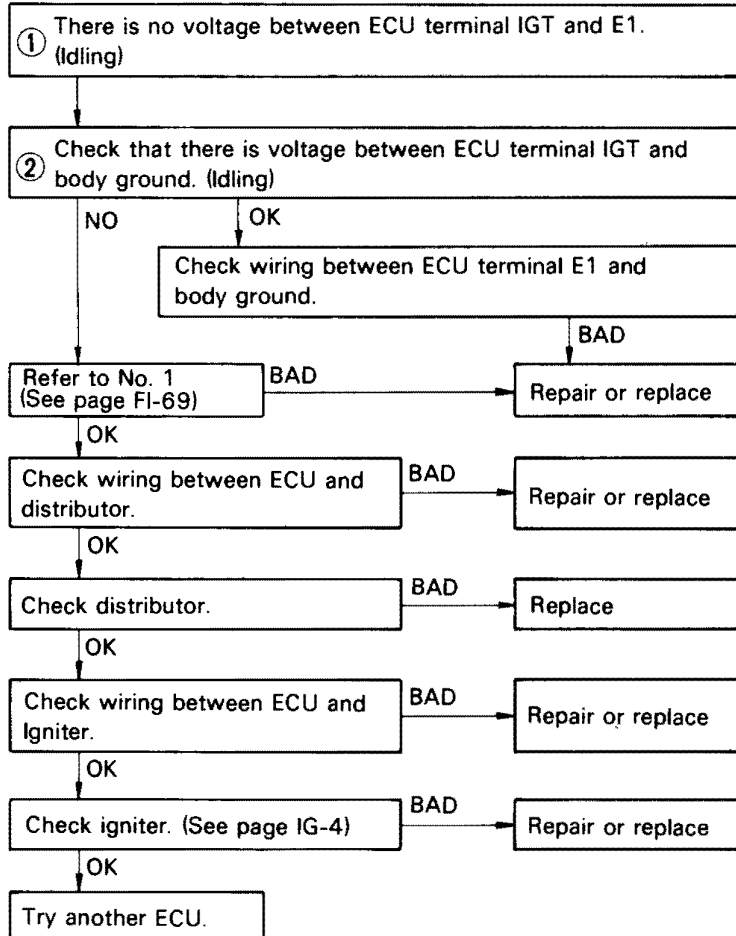 ① There is no voltage between ECU terminal IGT and E1.
(Idling)
② Check that there is voltage between ECU terminal IGT and
body ground. (Idling)
NO
OK
Check wiring between ECU terminal E1 and
body ground.
BAD
Refer to No. 1
(See page FI-69)
BAD
Repair or replace
OK
Check wiring between ECU and
distributor.
BAD
Repair or replace
OK
Check distributor.
BAD
Replace
OK
Check wiring between ECU and
Igniter.
BAD
Repair or replace
OK
Check igniter. (See page IG-4)
BAD
Repair or replace
OK
Try another ECU.